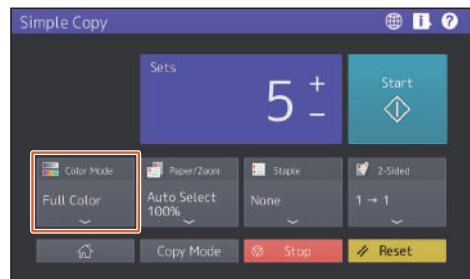 Simple Copy
Sets
5
Start
Color Mode
Full Color
Paper/Zoom
Auto Select
100%
Staple
None
2-Sided
1 → 1
Copy Mode
Stop
Reset